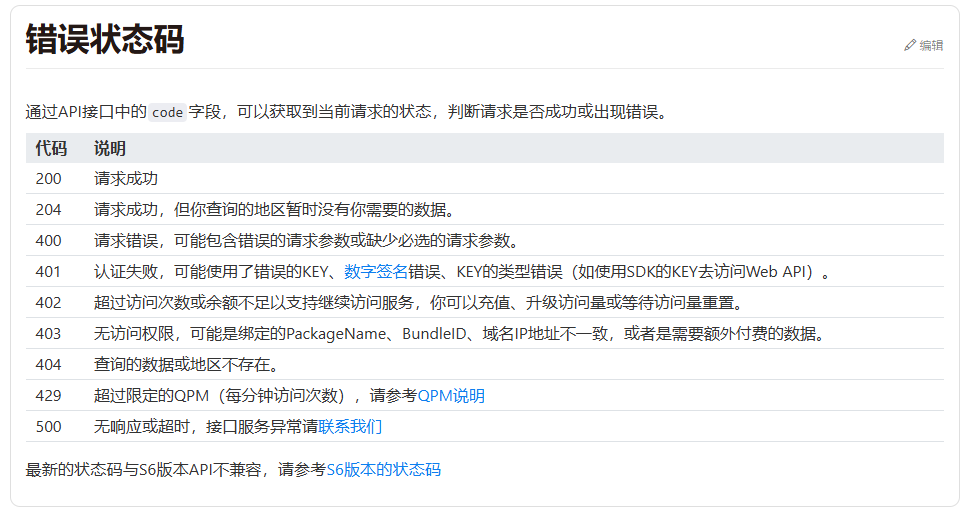 错误状态码
编辑
通过API接口中的 code 字段，可以获取到当前请求的状态，判断请求是否成功或出现错误。
代码 说明
200 请求成功
204 请求成功，但你查询的地区暂时没有你需要的数据。
400 请求错误，可能包含错误的请求参数或缺少必选的请求参数。
401 认证失败，可能使用了错误的KEY、数字签名错误、KEY的类型错误（如使用SDK的KEY去访问Web API）。
402 超过访问次数或余额不足以支持继续访问服务，你可以充值、升级访问量或等待访问量重置。
403 无访问权限，可能是绑定的PackageName、BundleID、域名IP地址不一致，或者是需要额外付费的数据。
404 查询的数据或地区不存在。
429 超过限定的QPM（每分钟访问次数），请参考QPM说明
500 无响应或超时，接口服务异常请联系我们
最新的状态码与S6版本API不兼容，请参考S6版本的状态码